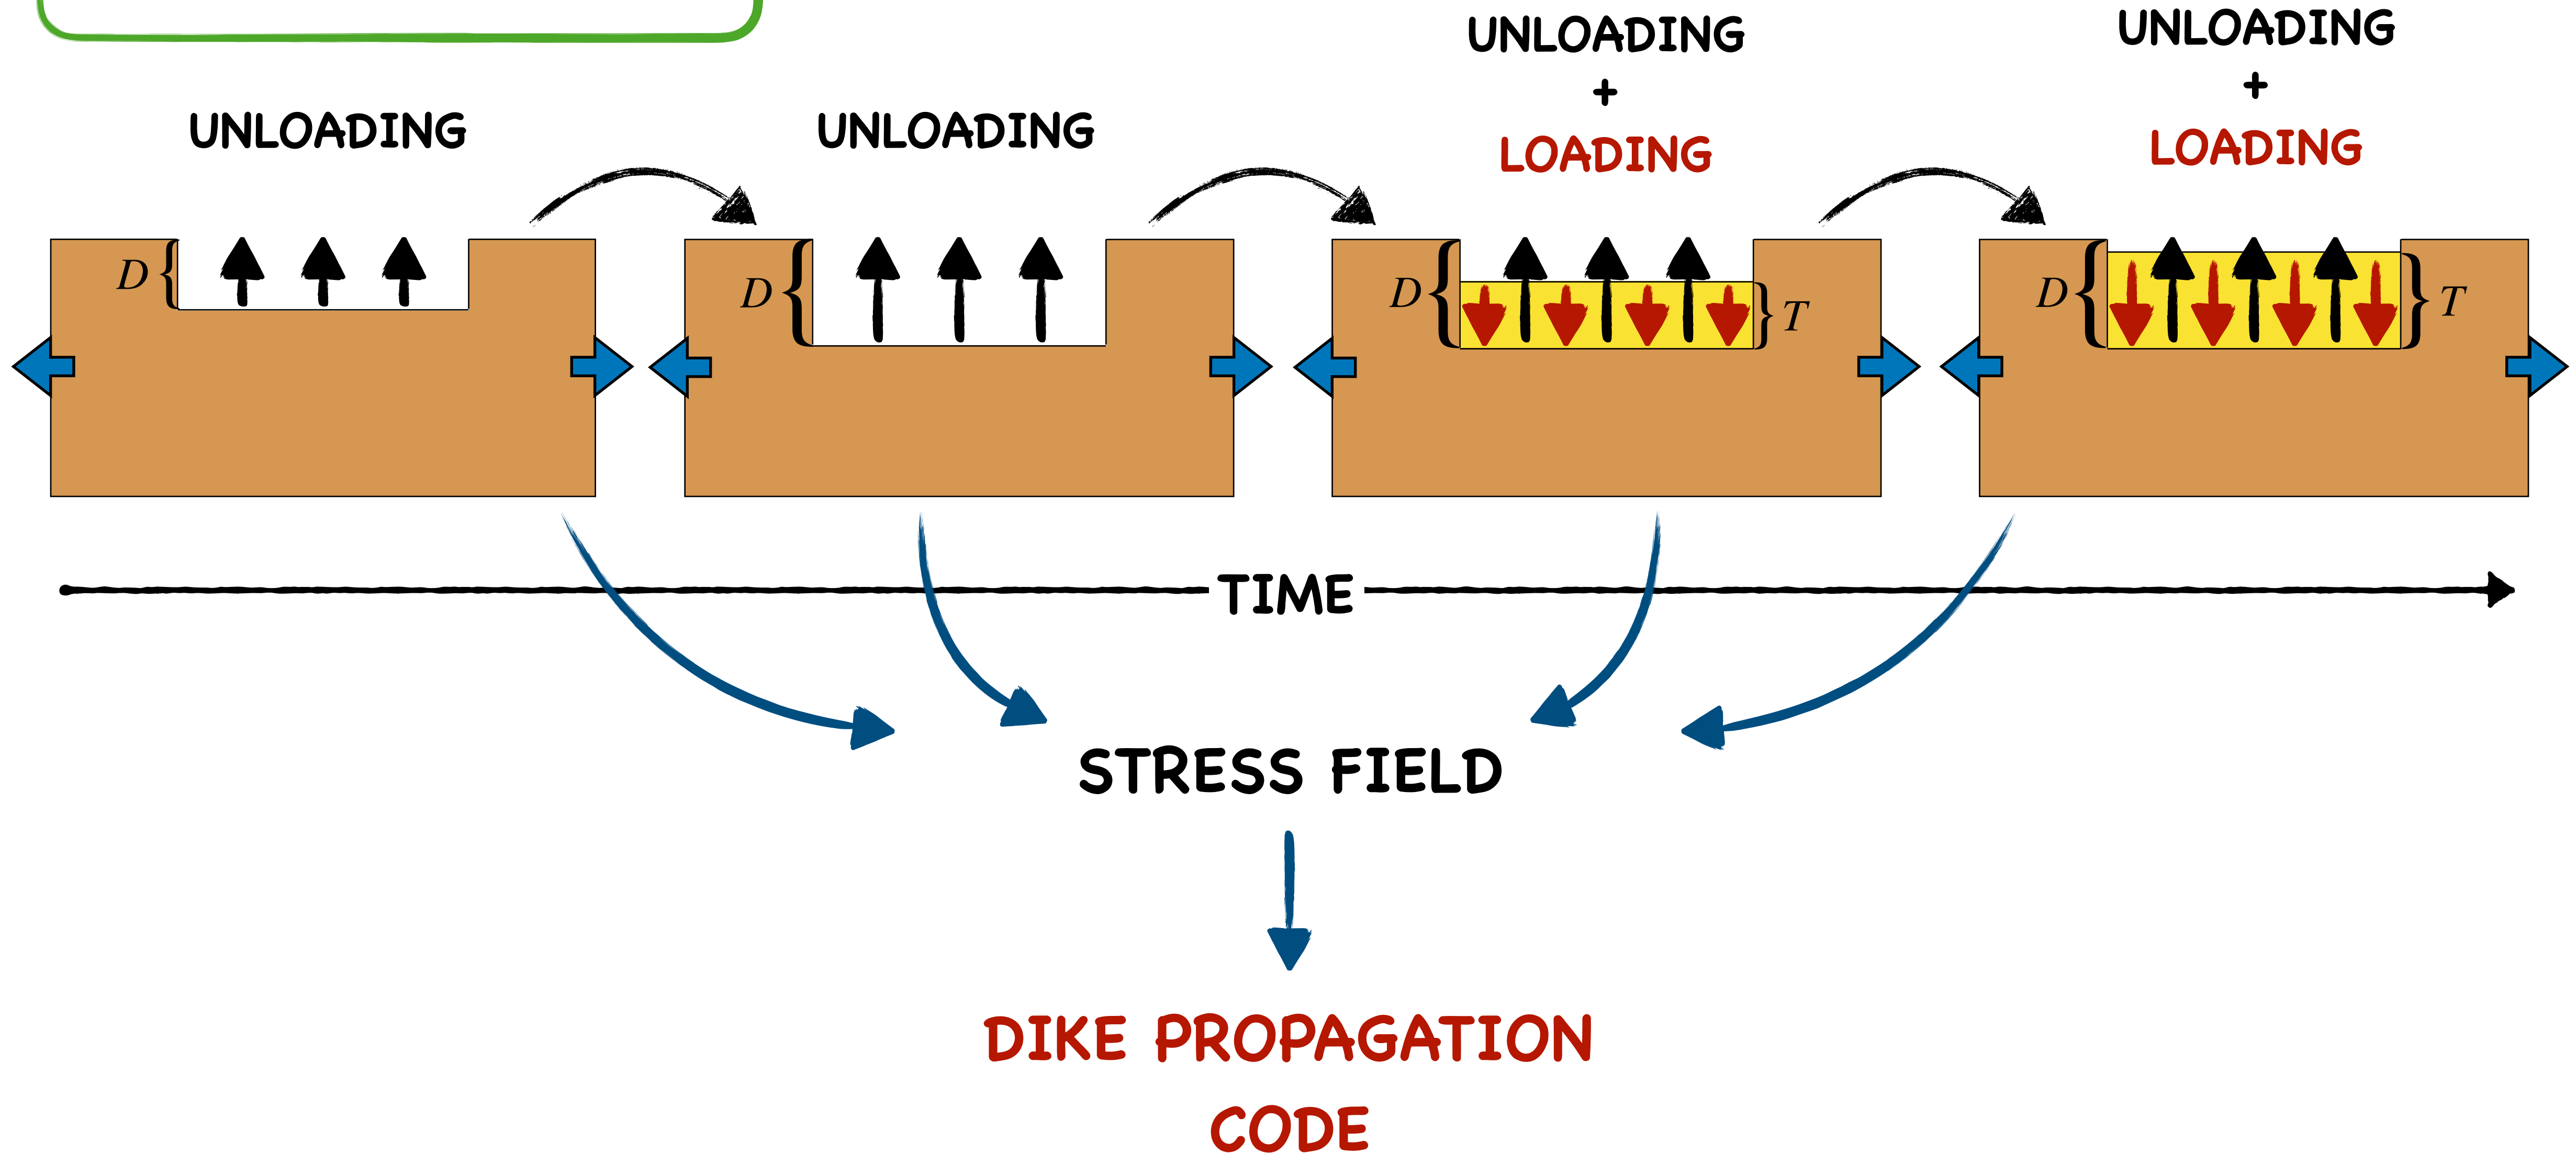 UNLOADING
UNLOADING
UNLOADING
+
LOADING
UNLOADING
+
LOADING
D
D
D
T
D
T
TIME
STRESS FIELD
DIKE PROPAGATION
CODE